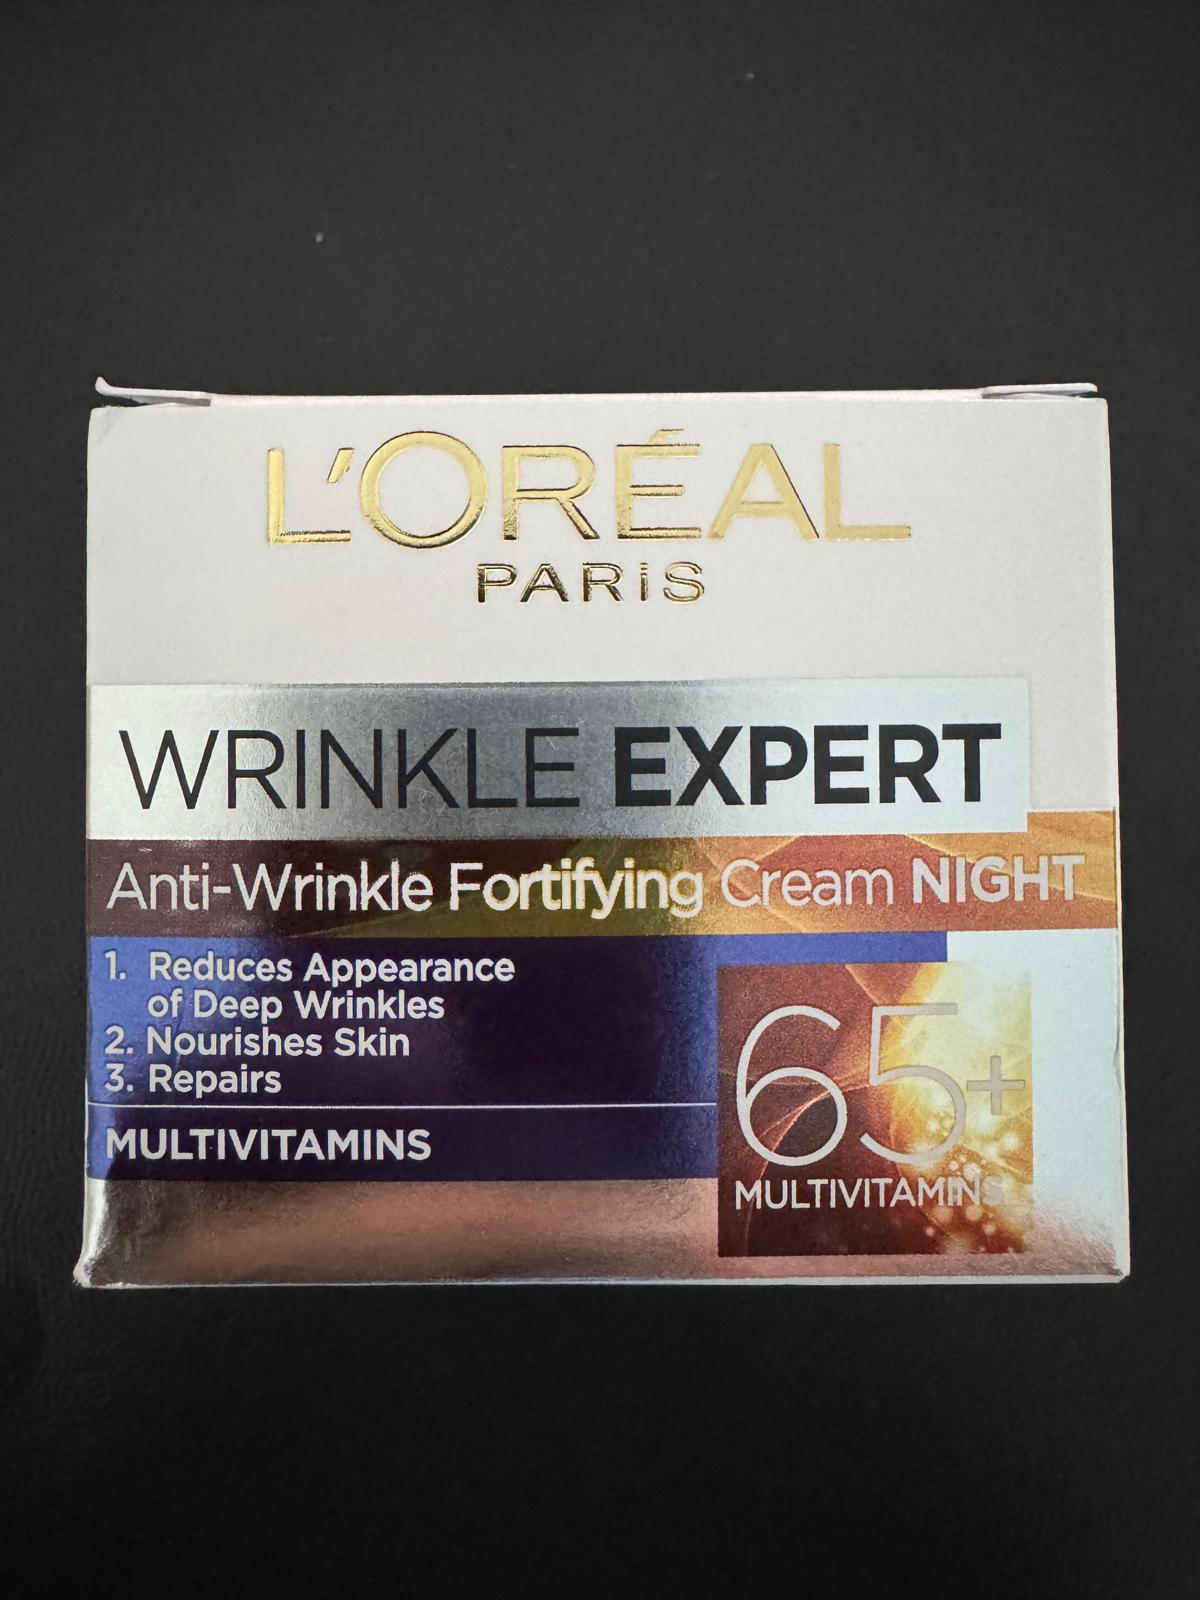 L'ORÉAL
PARiS
WRINKLE EXPERT
Anti-Wrinkle Fortifying Cream NIGHT
1. Reduces Appearance
of Deep Wrinkles
2. Nourishes Skin
3. Repairs
MULTIVITAMINS
65+
MULTIVITAMINS